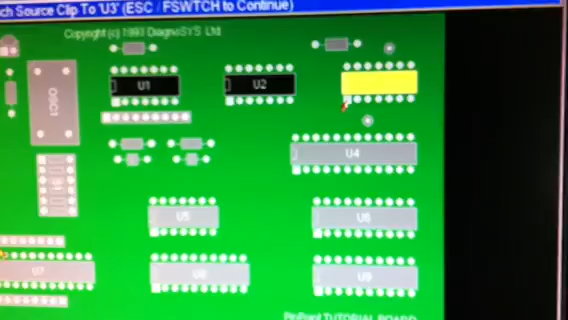 ch Source Clip To 'U3' (ESC / FSWTCH to Continue)
Copyright (c) 1993 DiagnoSYS Ltd
U1
U2
OSC1
U4
U5
U6
U7
U8
U9
PinPoint TUTORIAL BOARD